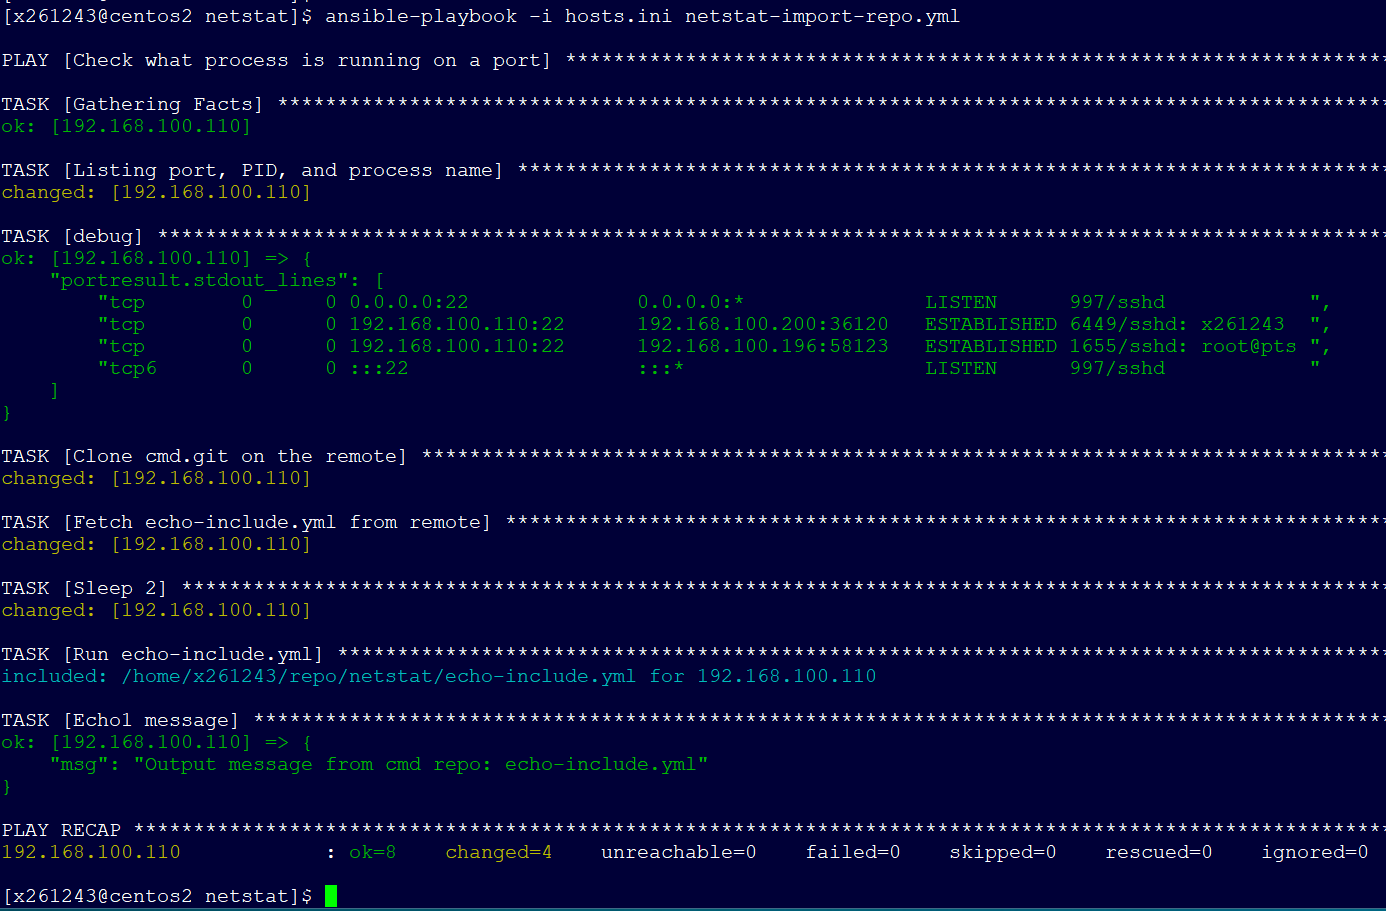 [x261243@centos2 netstat]$ ansible-playbook -i hosts.ini netstat-import-repo.yml

PLAY [Check what process is running on a port] ********************************************************************

TASK [Gathering Facts] ********************************************************************************************
ok: [192.168.100.110]

TASK [Listing port, PID, and process name] ************************************************************************
changed: [192.168.100.110]

TASK [debug] ******************************************************************************************************
ok: [192.168.100.110] => {
    "portresult.stdout_lines": [
        "tcp        0      0 0.0.0.0:22              0.0.0.0:*               LISTEN      997/sshd            ",
        "tcp        0      0 192.168.100.110:22      192.168.100.200:36120   ESTABLISHED 6449/sshd: x261243  ",
        "tcp        0      0 192.168.100.110:22      192.168.100.196:58123   ESTABLISHED 1655/sshd: root@pts ",
        "tcp6       0      0 :::22                   :::*                    LISTEN      997/sshd            "
    ]
}

TASK [Clone cmd.git on the remote] ********************************************************************************
changed: [192.168.100.110]

TASK [Fetch echo-include.yml from remote] *************************************************************************
changed: [192.168.100.110]

TASK [Sleep 2] ****************************************************************************************************
changed: [192.168.100.110]

TASK [Run echo-include.yml] ***************************************************************************************
included: /home/x261243/repo/netstat/echo-include.yml for 192.168.100.110

TASK [Echo1 message] **********************************************************************************************
ok: [192.168.100.110] => {
    "msg": "Output message from cmd repo: echo-include.yml"
}

PLAY RECAP ********************************************************************************************************
192.168.100.110            : ok=8    changed=4    unreachable=0    failed=0    skipped=0    rescued=0    ignored=0

[x261243@centos2 netstat]$